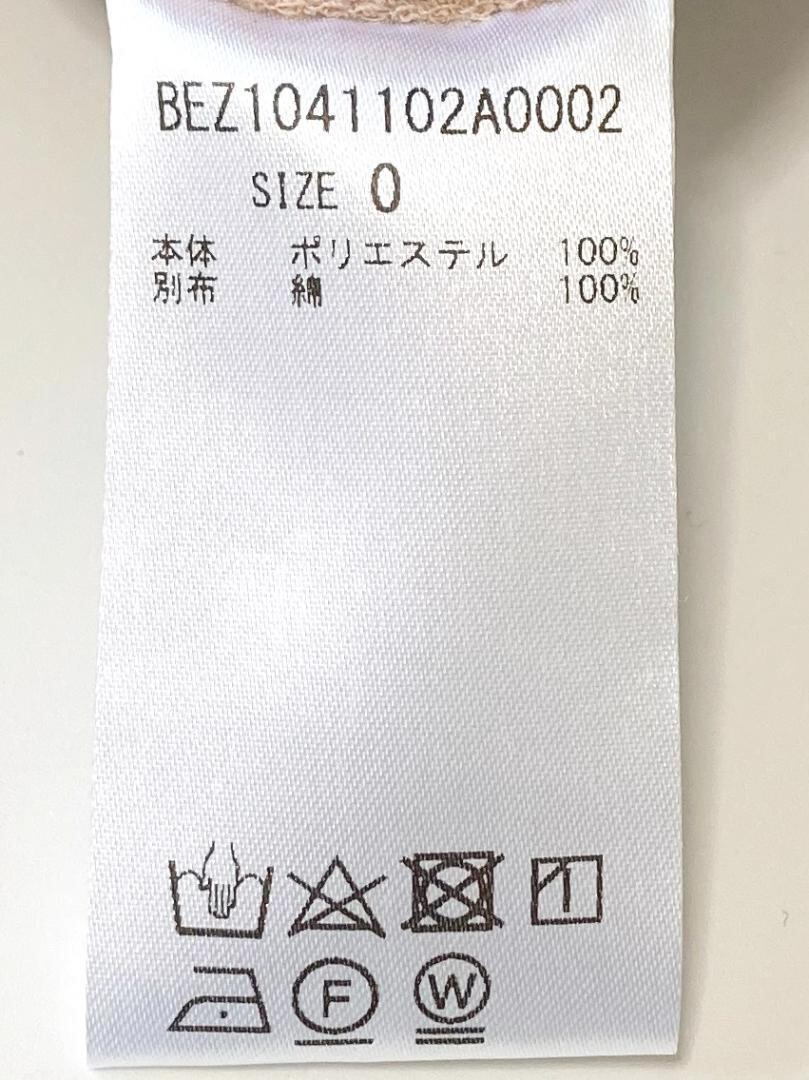 BEZ1041102A0002
SIZE 0
本体 ポリエステル 100%
別布 綿 100%
F W